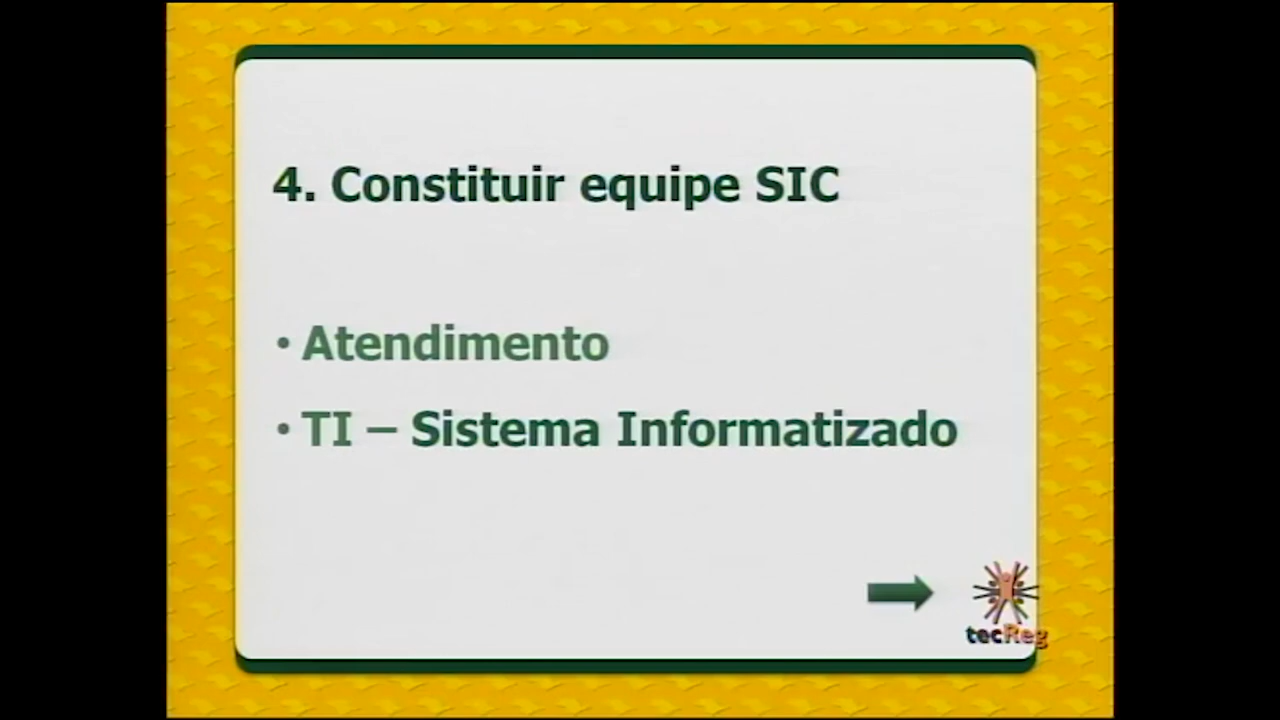 4. Constituir equipe SIC
• Atendimento
• TI – Sistema Informatizado
tecReg